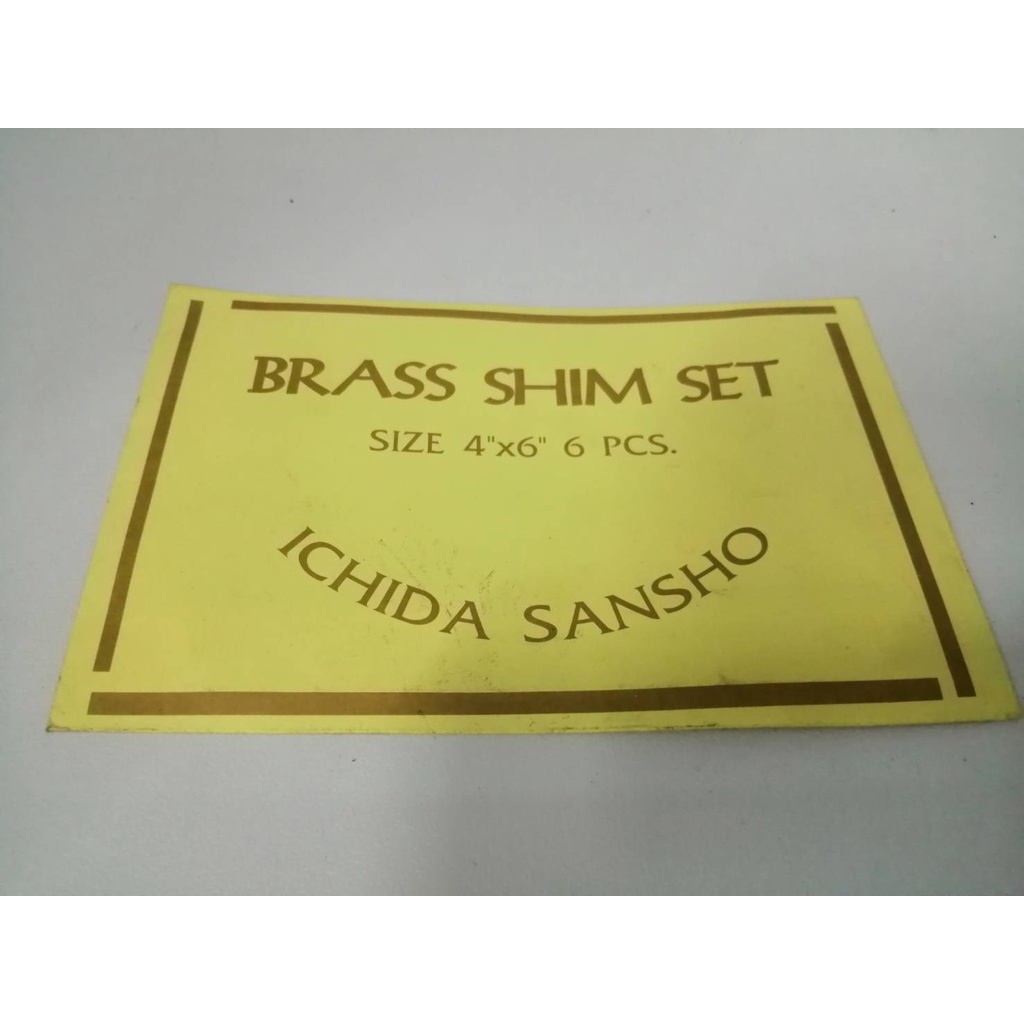 BRASS SHIM SET
SIZE 4"x6" 6 PCS.
ICHIDA SANSHO